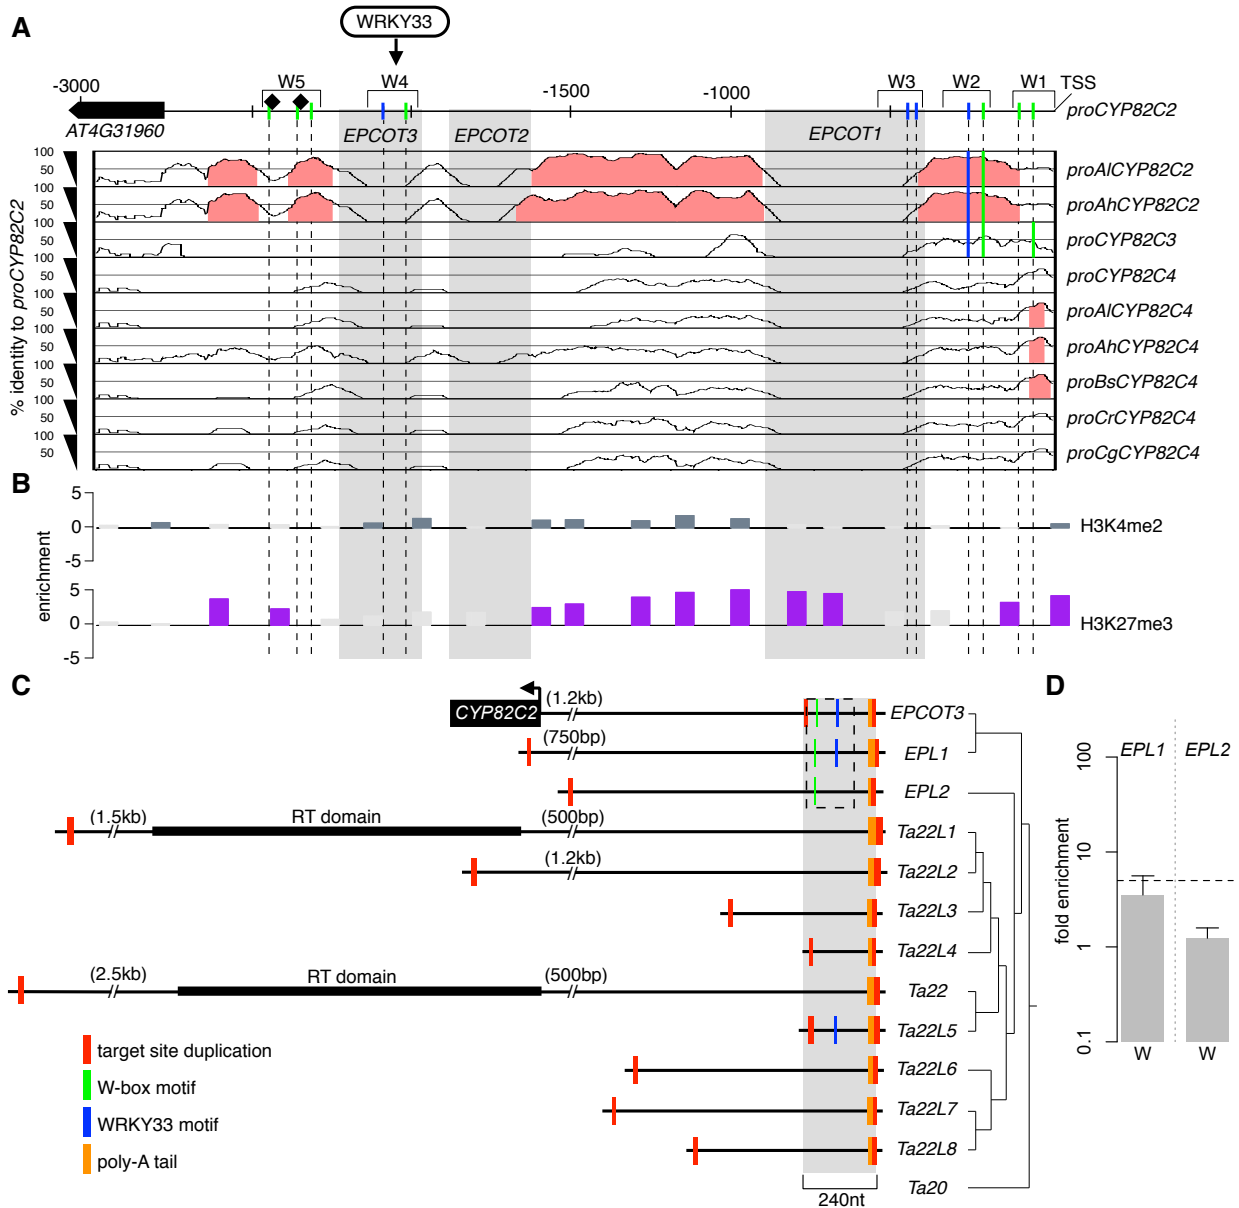 A
WRKY33
-3000
W5
W4
-1500
-1000
W3
W2
W1
TSS
proCYP82C2
AT4G31960
EPCOT3
EPCOT2
EPCOT1
% identity to proCYP82C2
100
50
100
50
100
50
100
50
100
50
100
50
100
50
100
50
100
50
proAlCYP82C2
proAhCYP82C2
proCYP82C3
proCYP82C4
proAlCYP82C4
proAhCYP82C4
proBsCYP82C4
proCrCYP82C4
proCgCYP82C4
B
enrichment
5
0
-5
H3K4me2
5
0
-5
H3K27me3
C
CYP82C2
(1.2kb)
EPCOT3
(750bp)
EPL1
EPL2
(1.5kb)
RT domain
(500bp)
Ta22L1
(1.2kb)
Ta22L2
Ta22L3
Ta22L4
(2.5kb)
RT domain
(500bp)
Ta22
Ta22L5
Ta22L6
Ta22L7
Ta22L8
Ta20
240nt
target site duplication
W-box motif
WRKY33 motif
poly-A tail
D
EPL1
EPL2
fold enrichment
100
10
1
0.1
W
W